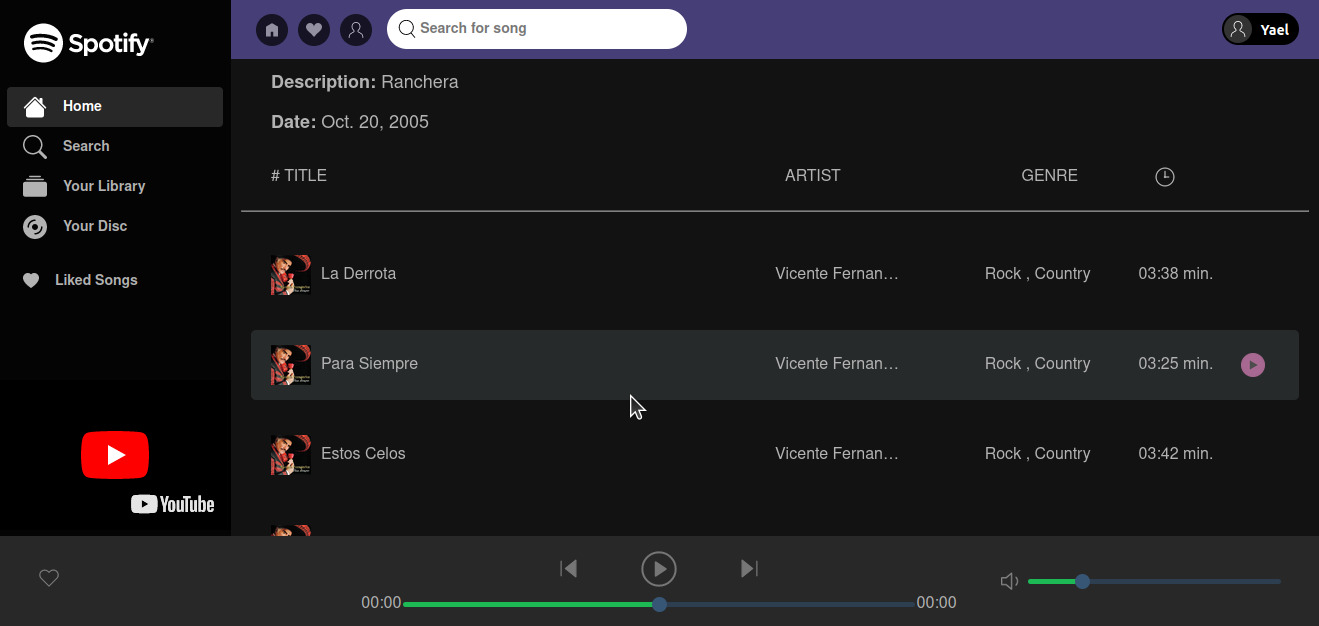 Spotify
Home
Search
Your Library
Your Disc
Liked Songs
YouTube
Search for song
Yael
Description: Ranchera
Date: Oct. 20, 2005
# TITLE ARTIST GENRE
La Derrota Vicente Fernan… Rock , Country 03:38 min.
Para Siempre Vicente Fernan… Rock , Country 03:25 min.
Estos Celos Vicente Fernan… Rock , Country 03:42 min.
00:00 00:00